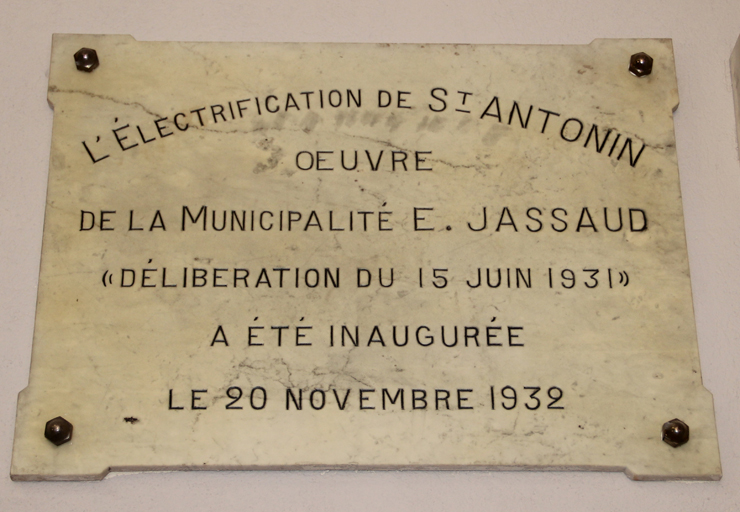 L'ÉLECTRIFICATION DE ST ANTONIN
OEUVRE
DE LA MUNICIPALITÉ E. JASSAUD
«DÉLIBERATION DU 15 JUIN 1931»
A ÉTÉ INAUGURÉE
LE 20 NOVEMBRE 1932